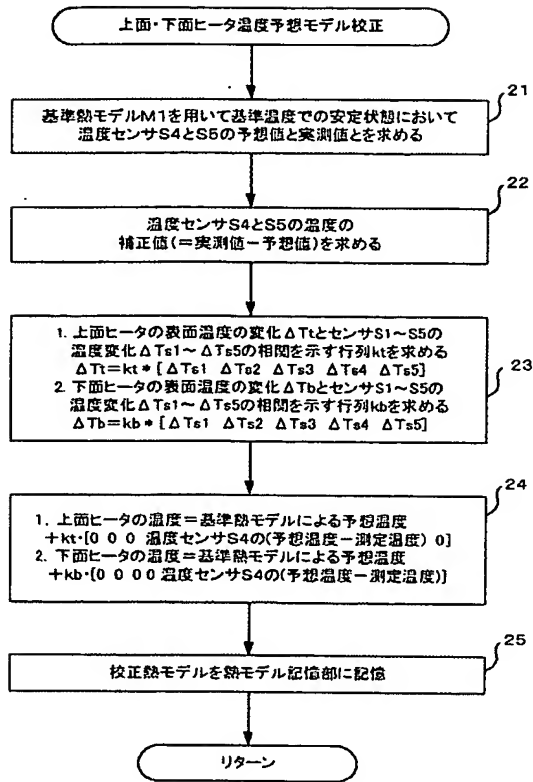 上面・下面ヒータ温度予想モデル校正
21
基準熱モデルM1を用いて基準温度での安定状態において
温度センサS4とS5の予想値と実測値とを求める
22
温度センサS4とS5の温度の
補正値(=実測値-予想値)を求める
23
1. 上面ヒータの表面温度の変化ΔTtとセンサS1~S5の
温度変化ΔTs1~ΔTs5の相関を示す行列ktを求める
ΔTt=kt*[ΔTs1 ΔTs2 ΔTs3 ΔTs4 ΔTs5]
2. 下面ヒータの表面温度の変化ΔTbとセンサS1~S5の
温度変化ΔTs1~ΔTs5の相関を示す行列kbを求める
ΔTb=kb*[ΔTs1 ΔTs2 ΔTs3 ΔTs4 ΔTs5]
24
1. 上面ヒータの温度=基準熱モデルによる予想温度
+kt・[0 0 0 温度センサS4の(予想温度-測定温度) 0]
2. 下面ヒータの温度=基準熱モデルによる予想温度
+kb・[0 0 0 0 温度センサS4の(予想温度-測定温度)]
25
校正熱モデルを熱モデル記憶部に記憶
リターン